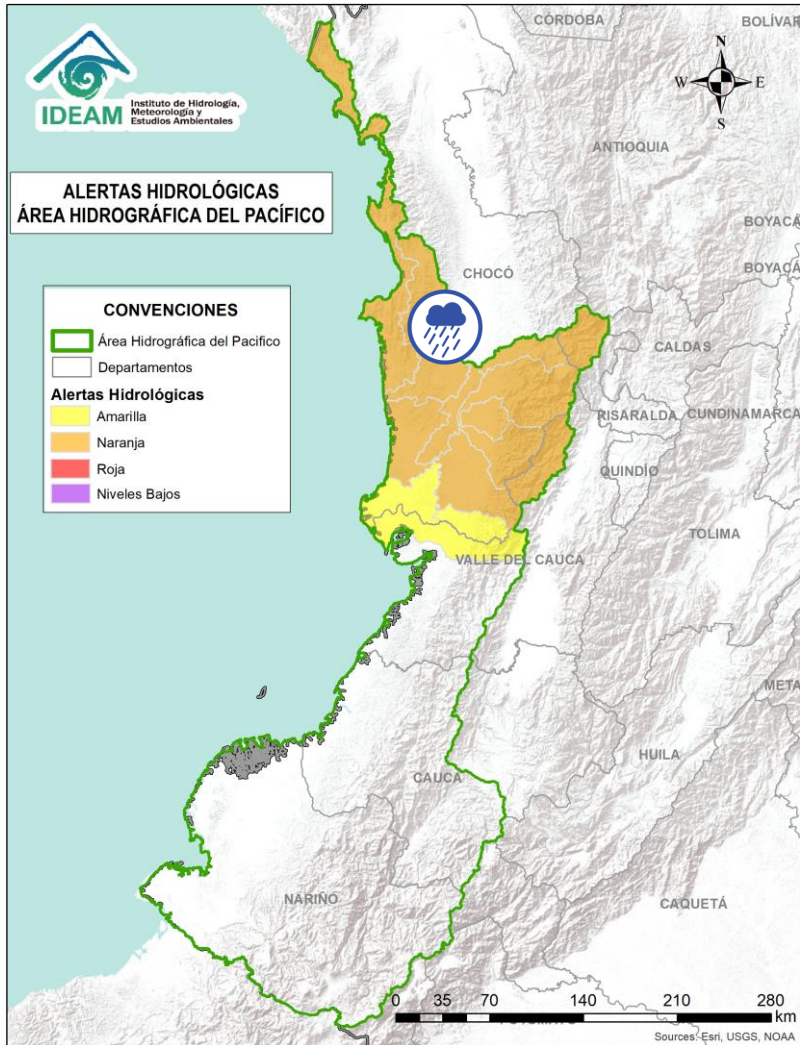 CÓRDOBA
BOLÍVAR
N
W
E
S
IDEAM
Instituto de Hidrología,
Meteorología y
Estudios Ambientales
ANTIOQUIA
ALERTAS HIDROLÓGICAS
ÁREA HIDROGRÁFICA DEL PACÍFICO
BOYACÁ
BOYACÁ
CHOCÓ
CONVENCIONES
Área Hidrográfica del Pacifico
Departamentos
Alertas Hidrológicas
Amarilla
Naranja
Roja
Niveles Bajos
CALDAS
RISARALDA
CUNDINAMARCA
QUINDÍO
TOLIMA
VALLE DEL CAUCA
META
HUILA
CAUCA
NARIÑO
CAQUETÁ
0 35 70 140 210 280
km
Sources: Esri, USGS, NOAA